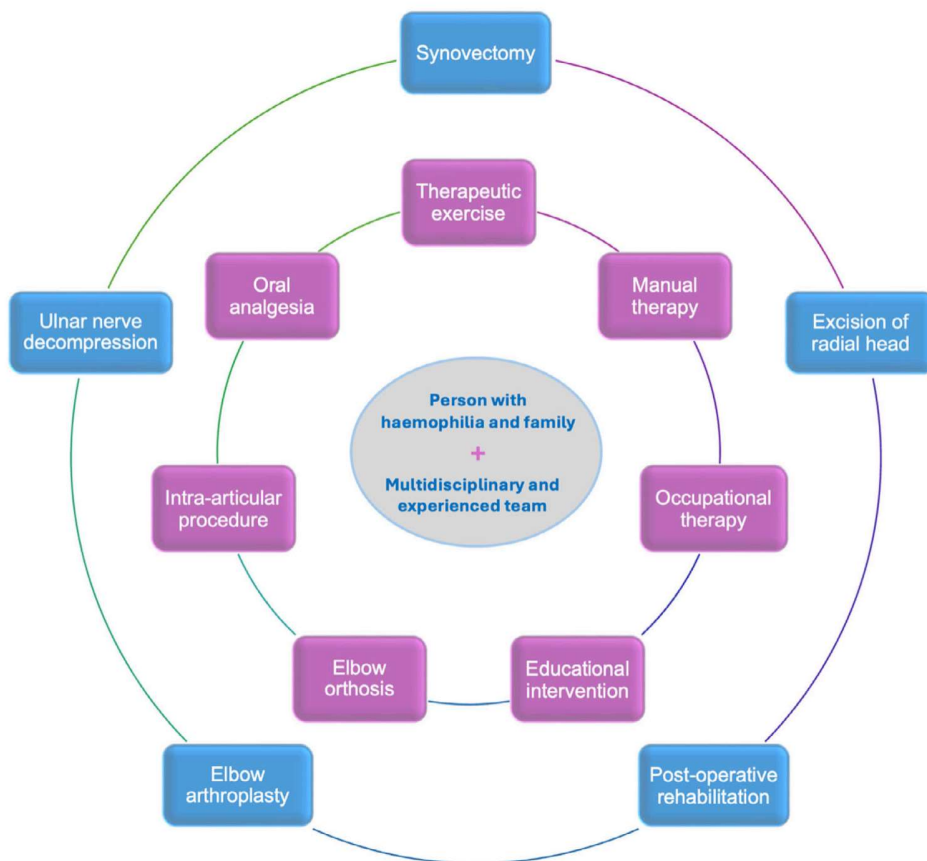 Synovectomy
Therapeutic
exercise
Oral
analgesia
Manual
therapy
Ulnar nerve
decompression
Excision of
radial head
Person with
haemophilia and family
+
Multidisciplinary and
experienced team
Intra-articular
procedure
Occupational
therapy
Elbow
orthosis
Educational
intervention
Elbow
arthroplasty
Post-operative
rehabilitation